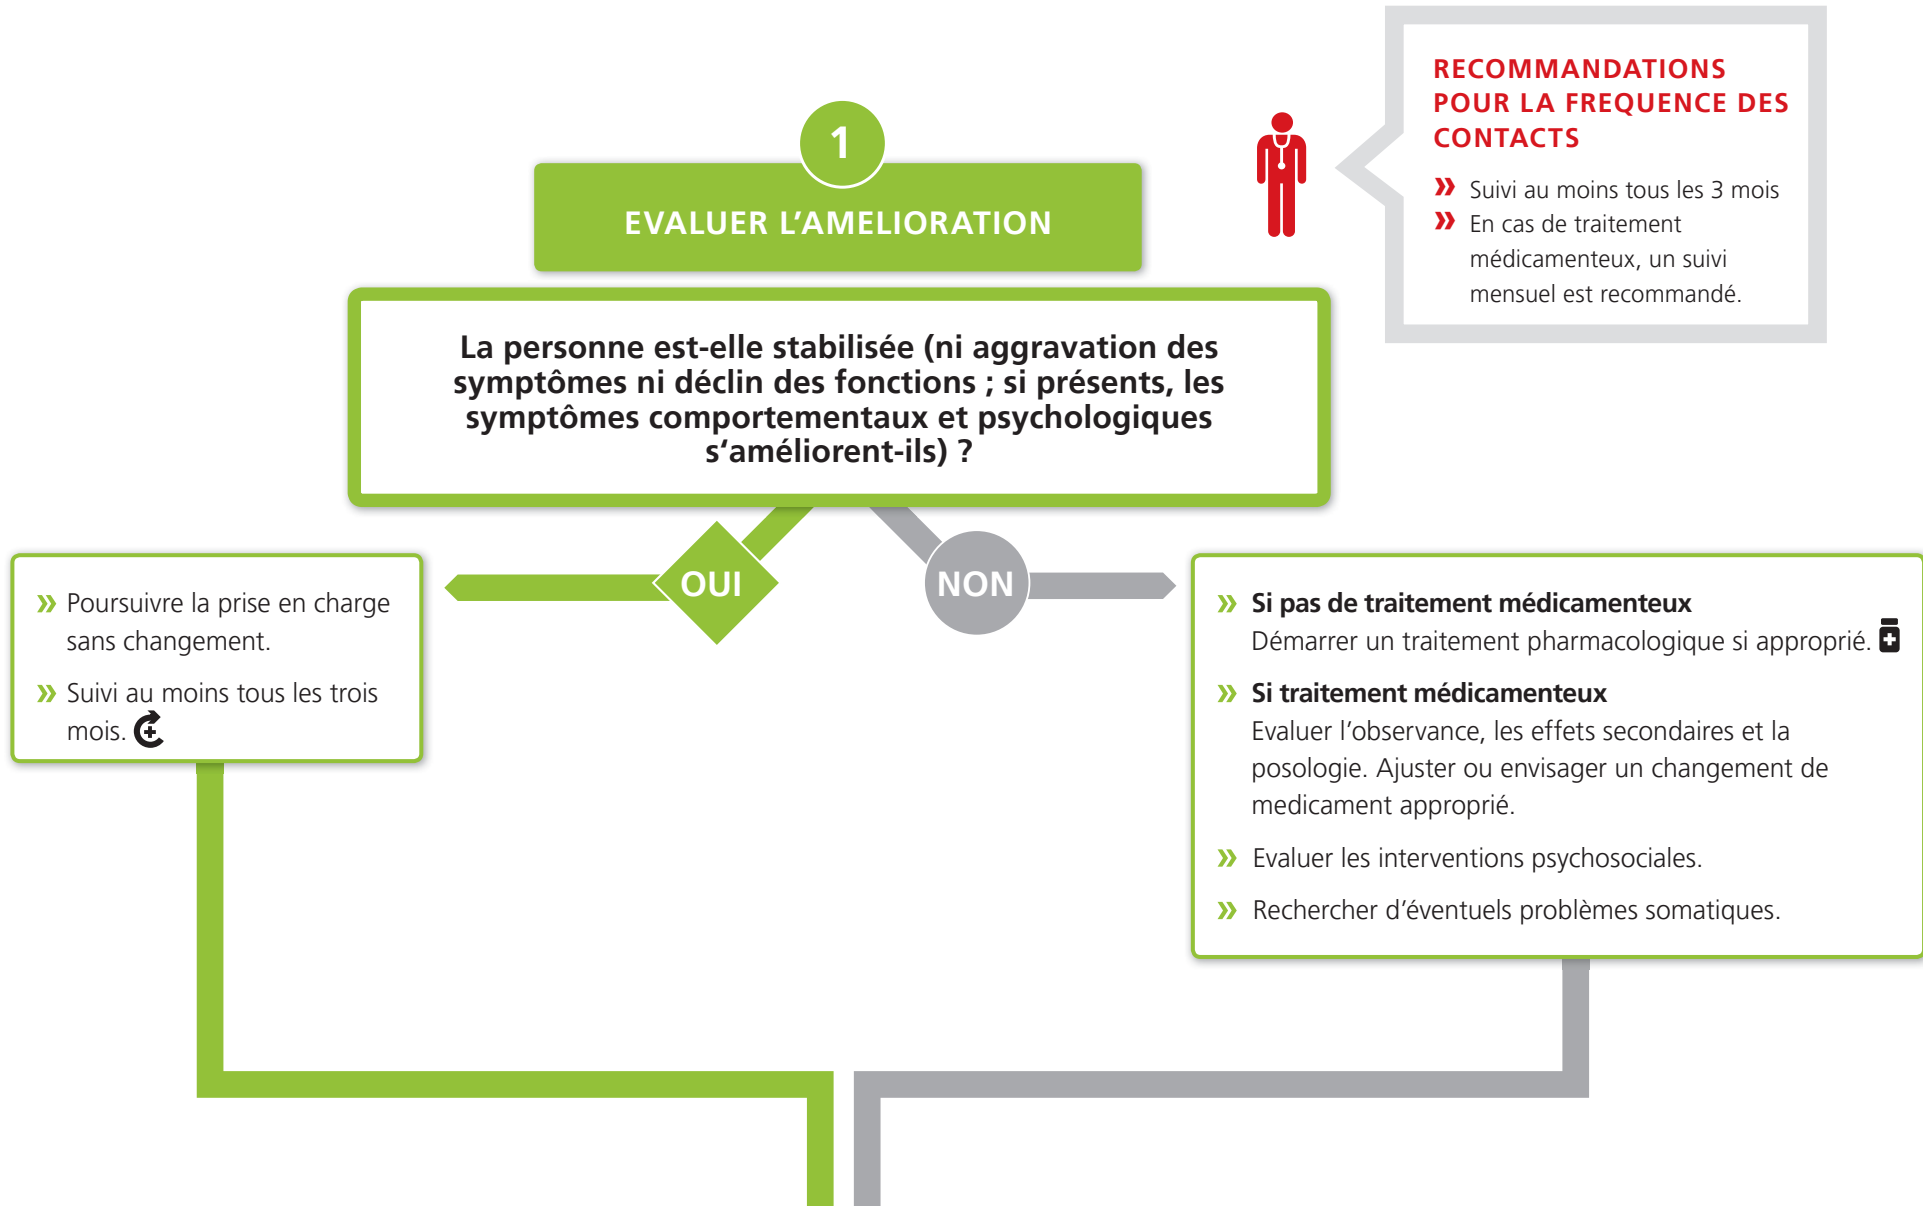 1
EVALUER L’AMELIORATION
RECOMMANDATIONS
POUR LA FREQUENCE DES
CONTACTS
» Suivi au moins tous les 3 mois
» En cas de traitement
médicamenteux, un suivi
mensuel est recommandé.
La personne est-elle stabilisée (ni aggravation des
symptômes ni déclin des fonctions ; si présents, les
symptômes comportementaux et psychologiques
s‘améliorent-ils) ?
OUI
NON
» Poursuivre la prise en charge
sans changement.
» Suivi au moins tous les trois
mois.
» Si pas de traitement médicamenteux
Démarrer un traitement pharmacologique si approprié.
» Si traitement médicamenteux
Evaluer l’observance, les effets secondaires et la
posologie. Ajuster ou envisager un changement de
medicament approprié.
» Evaluer les interventions psychosociales.
» Rechercher d’éventuels problèmes somatiques.